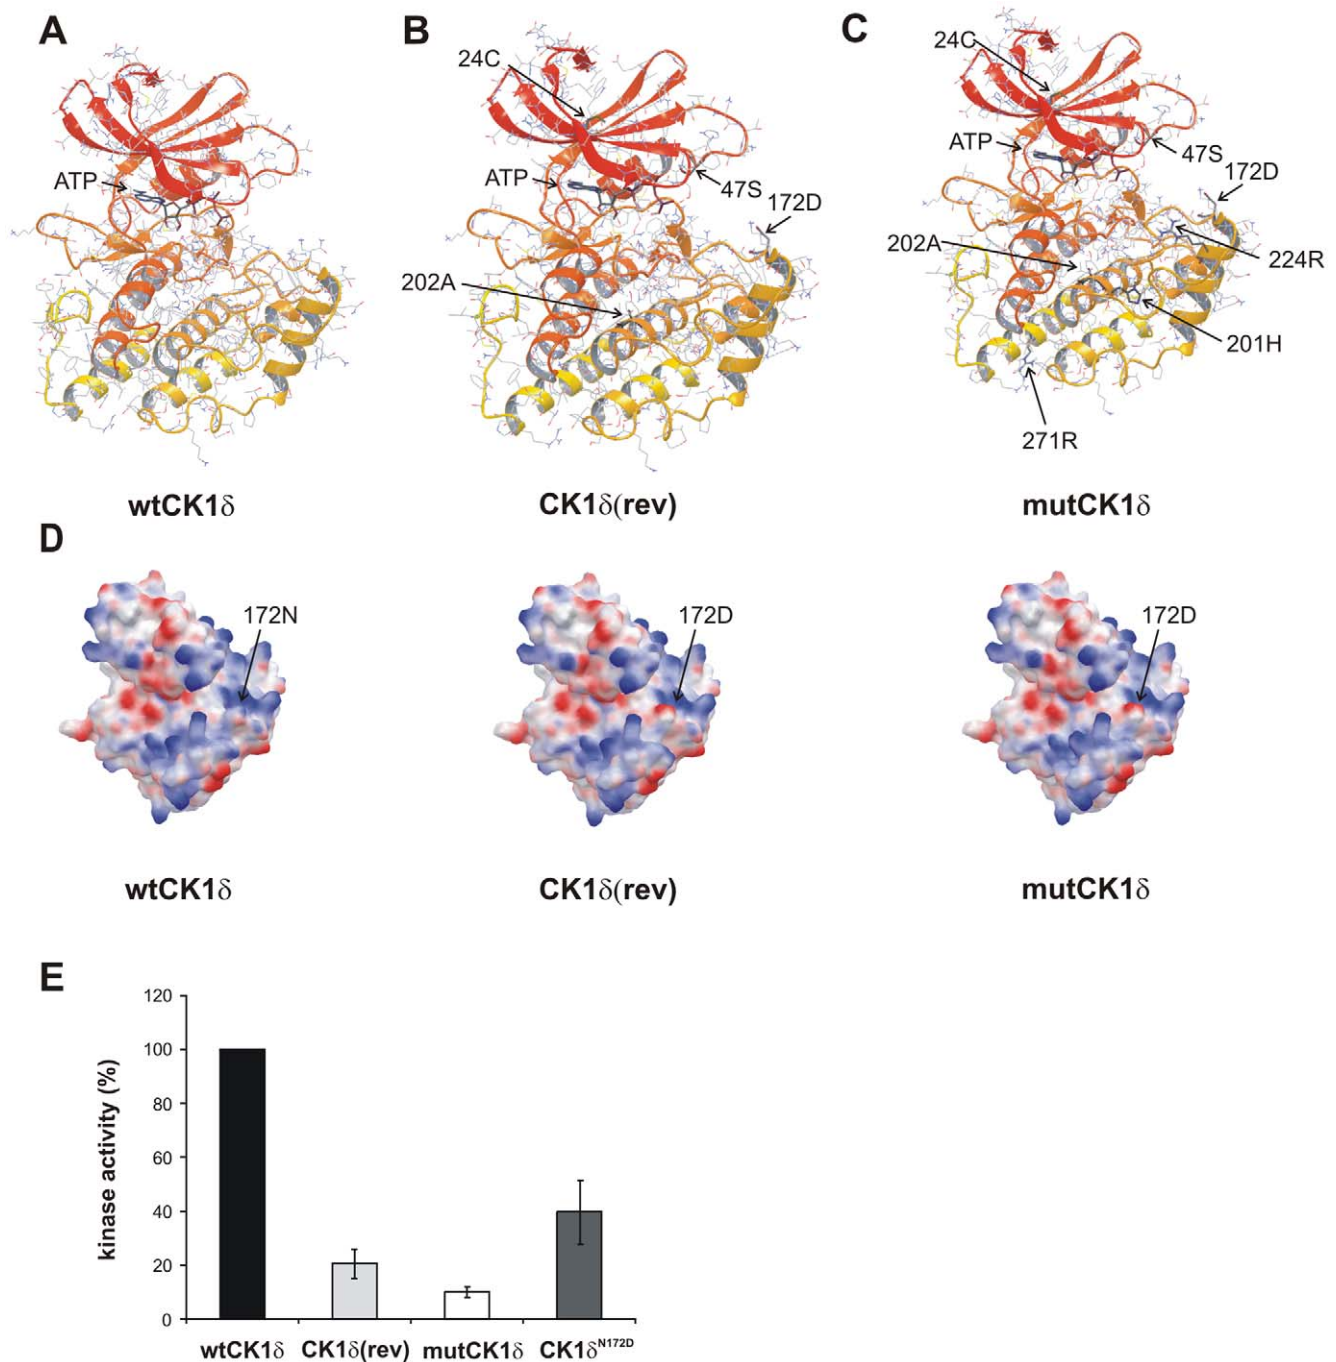 A
B
C
24C
24C
ATP
ATP
ATP
47S
47S
172D
172D
202A
202A
224R
201H
271R
wtCK1δ
CK1δ(rev)
mutCK1δ
D
172N
172D
172D
wtCK1δ
CK1δ(rev)
mutCK1δ
E
kinase activity (%)
120
100
80
60
40
20
0
wtCK1δ CK1δ(rev) mutCK1δ CK1δᴺ¹⁷²ᴰ